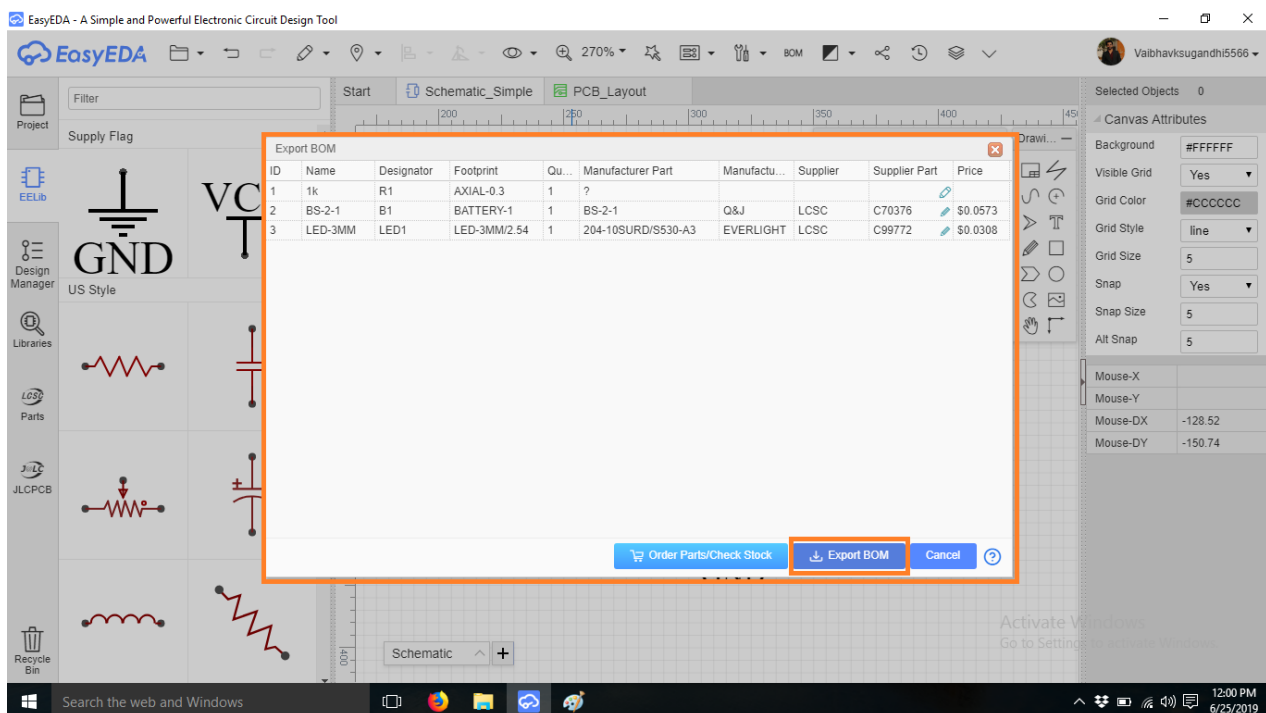 EasyEDA - A Simple and Powerful Electronic Circuit Design Tool
EasyEDA 270% BOM Vaibhavksugandhi5566
Start Schematic_Simple PCB_Layout
Selected Objects 0
Filter
200 250 300 350 400 450
Project
Supply Flag
Canvas Attributes
Drawi...
Export BOM
Background #FFFFFF
ID Name Designator Footprint Qu... Manufacturer Part Manufactu... Supplier Supplier Part Price
Visible Grid Yes
1 1k R1 AXIAL-0.3 1 ?
EELib
VC
Grid Color #CCCCCC
2 BS-2-1 B1 BATTERY-1 1 BS-2-1 Q&J LCSC C70376 $0.0573
3 LED-3MM LED1 LED-3MM/2.54 1 204-10SURD/S530-A3 EVERLIGHT LCSC C99772 $0.0308
T
Grid Style line
GND
Grid Size 5
Design
Manager
US Style
Snap Yes
Snap Size 5
Libraries
Alt Snap 5
Mouse-X
LCSC
Parts
Mouse-Y
Mouse-DX -128.52
Mouse-DY -150.74
JLC
JLCPCB
Order Parts/Check Stock Export BOM Cancel ?
Activate Windows
Go to Settings to activate Windows.
Schematic +
400
Recycle
Bin
Search the web and Windows
12:00 PM
6/25/2019